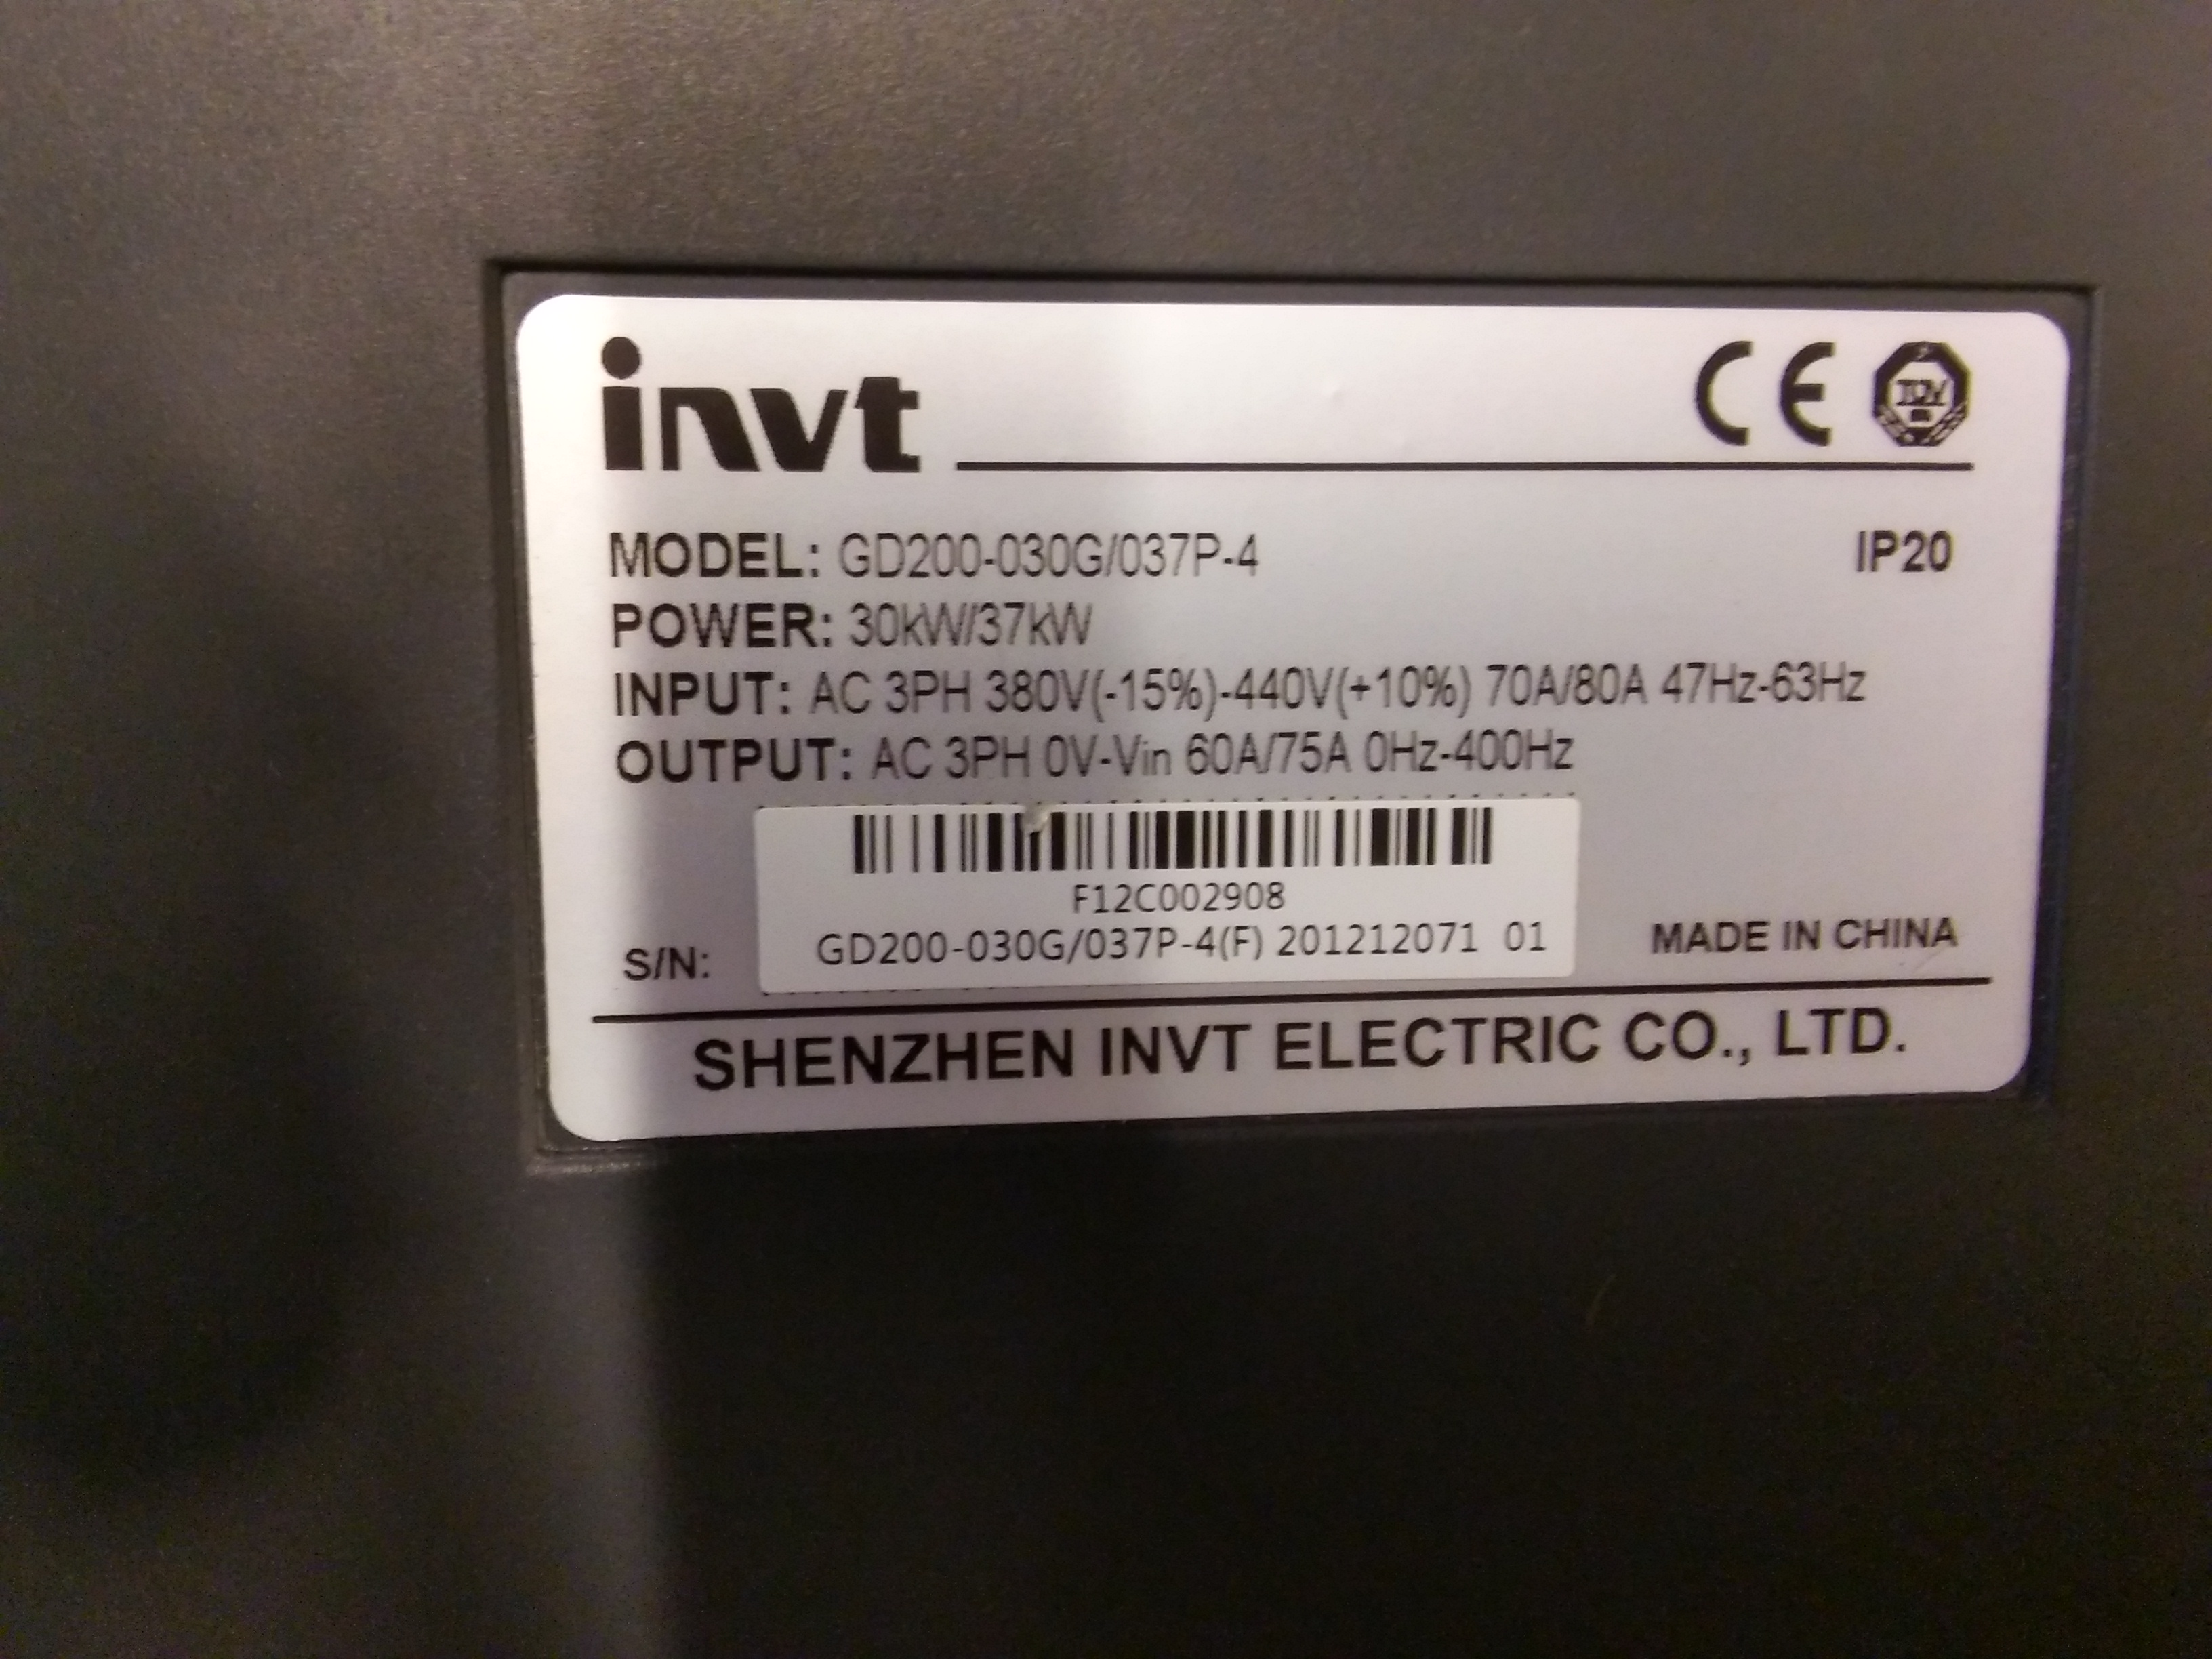 invt
CE TÜV
MODEL: GD200-030G/037P-4 IP20
POWER: 30kW/37kW
INPUT: AC 3PH 380V(-15%)-440V(+10%) 70A/80A 47Hz-63Hz
OUTPUT: AC 3PH 0V-Vin 60A/75A 0Hz-400Hz
F12C002908
S/N: GD200-030G/037P-4(F) 201212071 01 MADE IN CHINA
SHENZHEN INVT ELECTRIC CO., LTD.